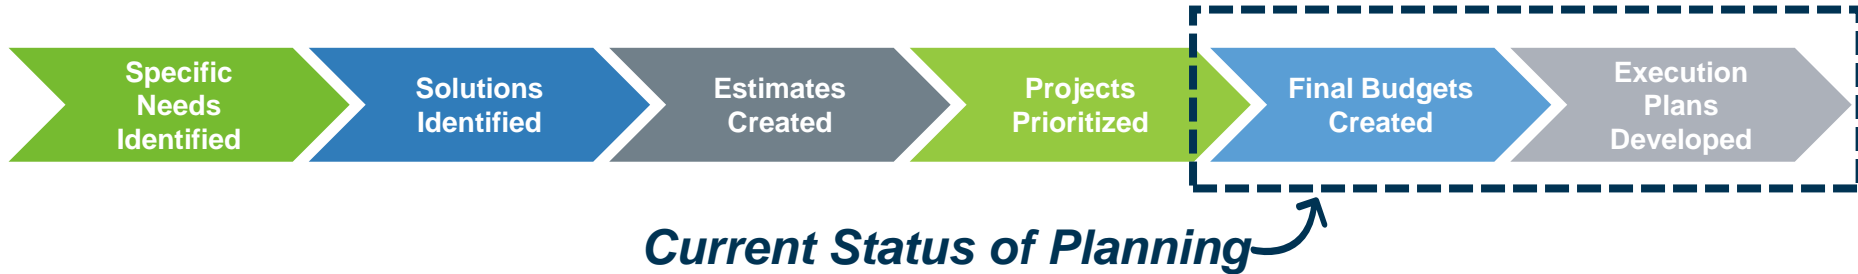 Specific
Needs
Identified
Solutions
Identified
Estimates
Created
Projects
Prioritized
Final Budgets
Created
Execution
Plans
Developed
Current Status of Planning